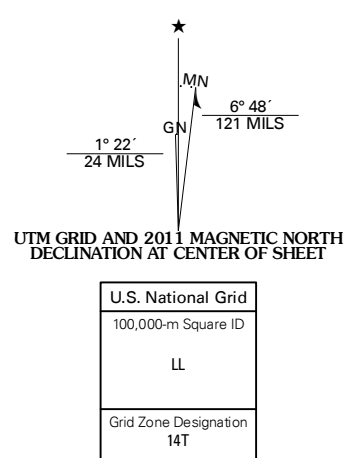 ★
MN
GN
6° 48´
121 MILS
1° 22´
24 MILS
UTM GRID AND 2011 MAGNETIC NORTH
DECLINATION AT CENTER OF SHEET
U.S. National Grid
100,000-m Square ID
LL
Grid Zone Designation
14T